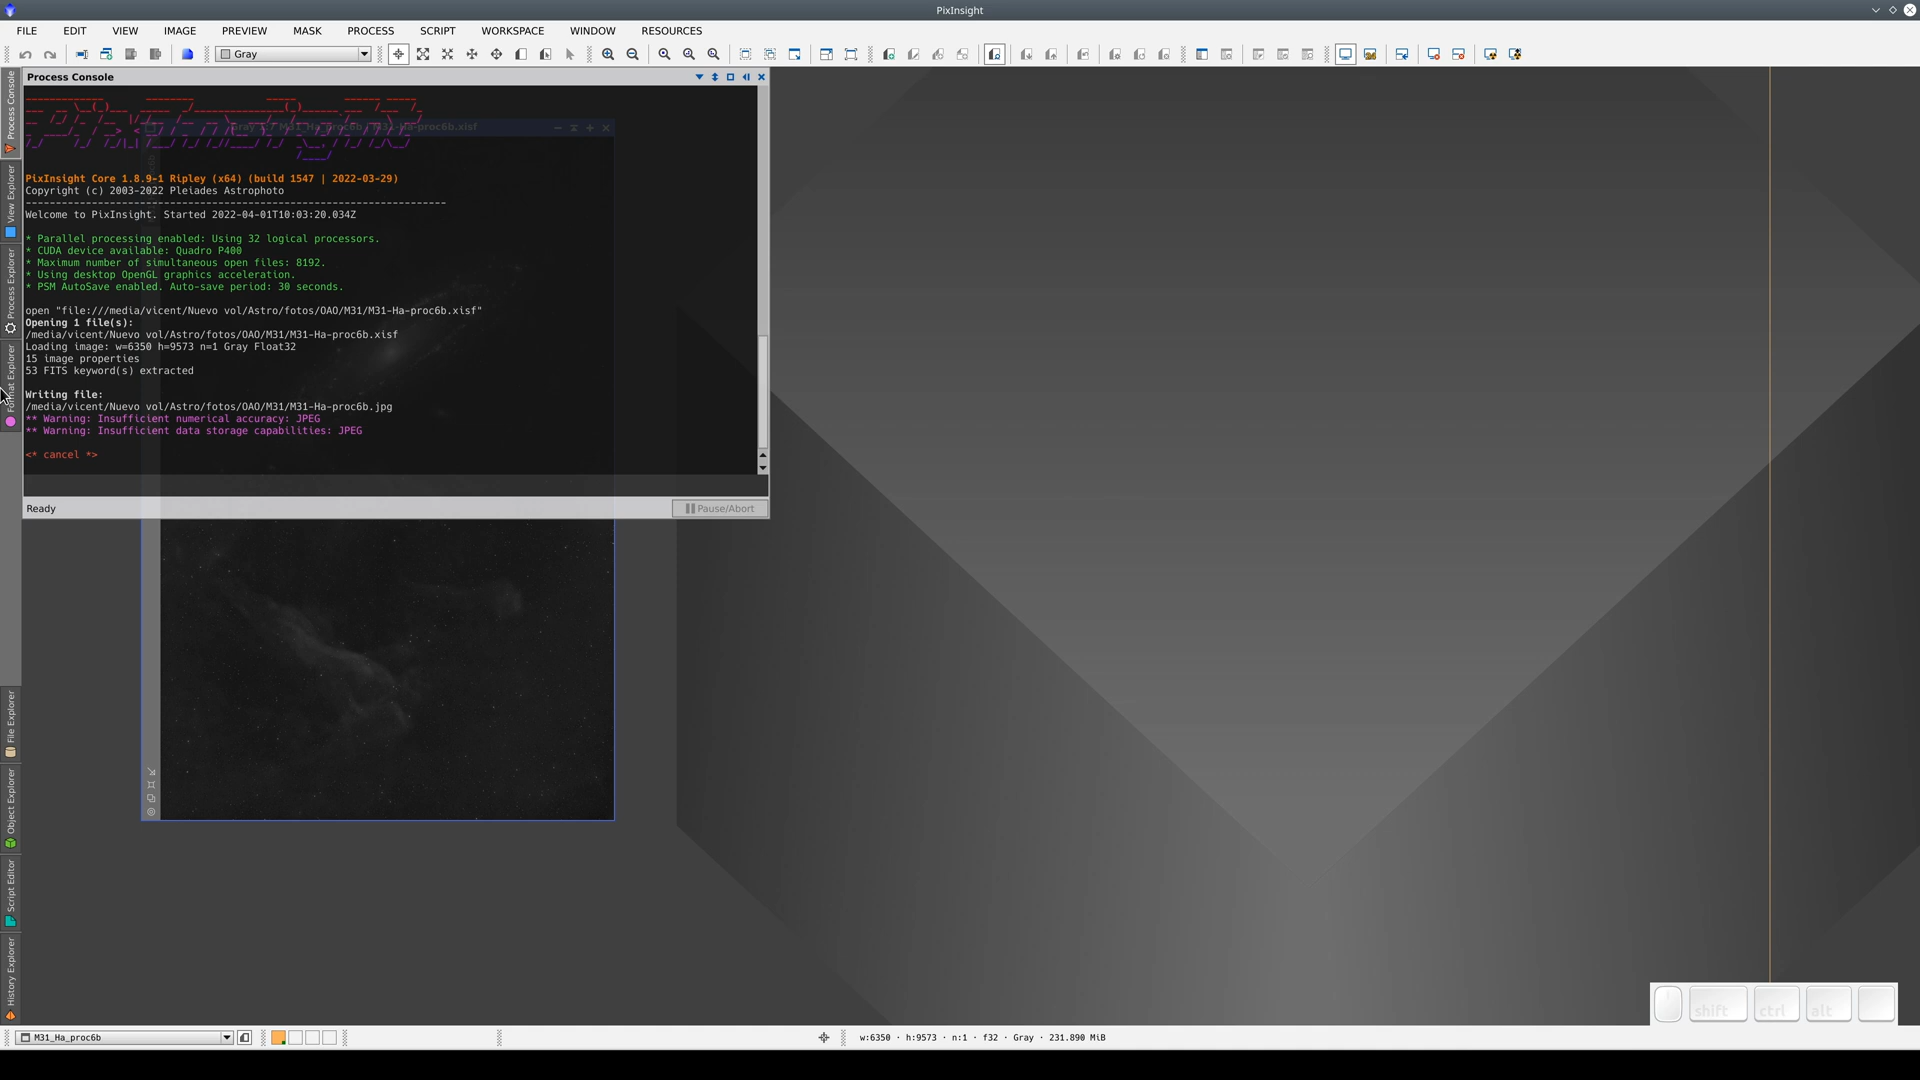 PixInsight
FILE EDIT VIEW IMAGE PREVIEW MASK PROCESS SCRIPT WORKSPACE WINDOW RESOURCES
Gray
Process Console
PixInsight Core 1.8.9-1 Ripley (x64) (build 1547 | 2022-03-29)
Copyright (c) 2003-2022 Pleiades Astrophoto
----------------------------------------------------------------------
Welcome to PixInsight. Started 2022-04-01T10:03:20.034Z
* Parallel processing enabled: Using 32 logical processors.
* CUDA device available: Quadro P400
* Maximum number of simultaneous open files: 8192.
* Using desktop OpenGL graphics acceleration.
* PSM AutoSave enabled. Auto-save period: 30 seconds.
open "file:///media/vicent/Nuevo vol/Astro/fotos/OAO/M31/M31-Ha-proc6b.xisf"
Opening 1 file(s):
/media/vicent/Nuevo vol/Astro/fotos/OAO/M31/M31-Ha-proc6b.xisf
Loading image: w=6350 h=9573 n=1 Gray Float32
15 image properties
53 FITS keyword(s) extracted
Writing file:
/media/vicent/Nuevo vol/Astro/fotos/OAO/M31/M31-Ha-proc6b.jpg
** Warning: Insufficient numerical accuracy: JPEG
** Warning: Insufficient data storage capabilities: JPEG
<* cancel *>
Ready
Pause/Abort
Process Console
View Explorer
Process Explorer
Format Explorer
File Explorer
Object Explorer
Script Editor
History Explorer
shift ctrl alt
M31_Ha_proc6b
w:6350 · h:9573 · n:1 · f32 · Gray · 231.890 MiB